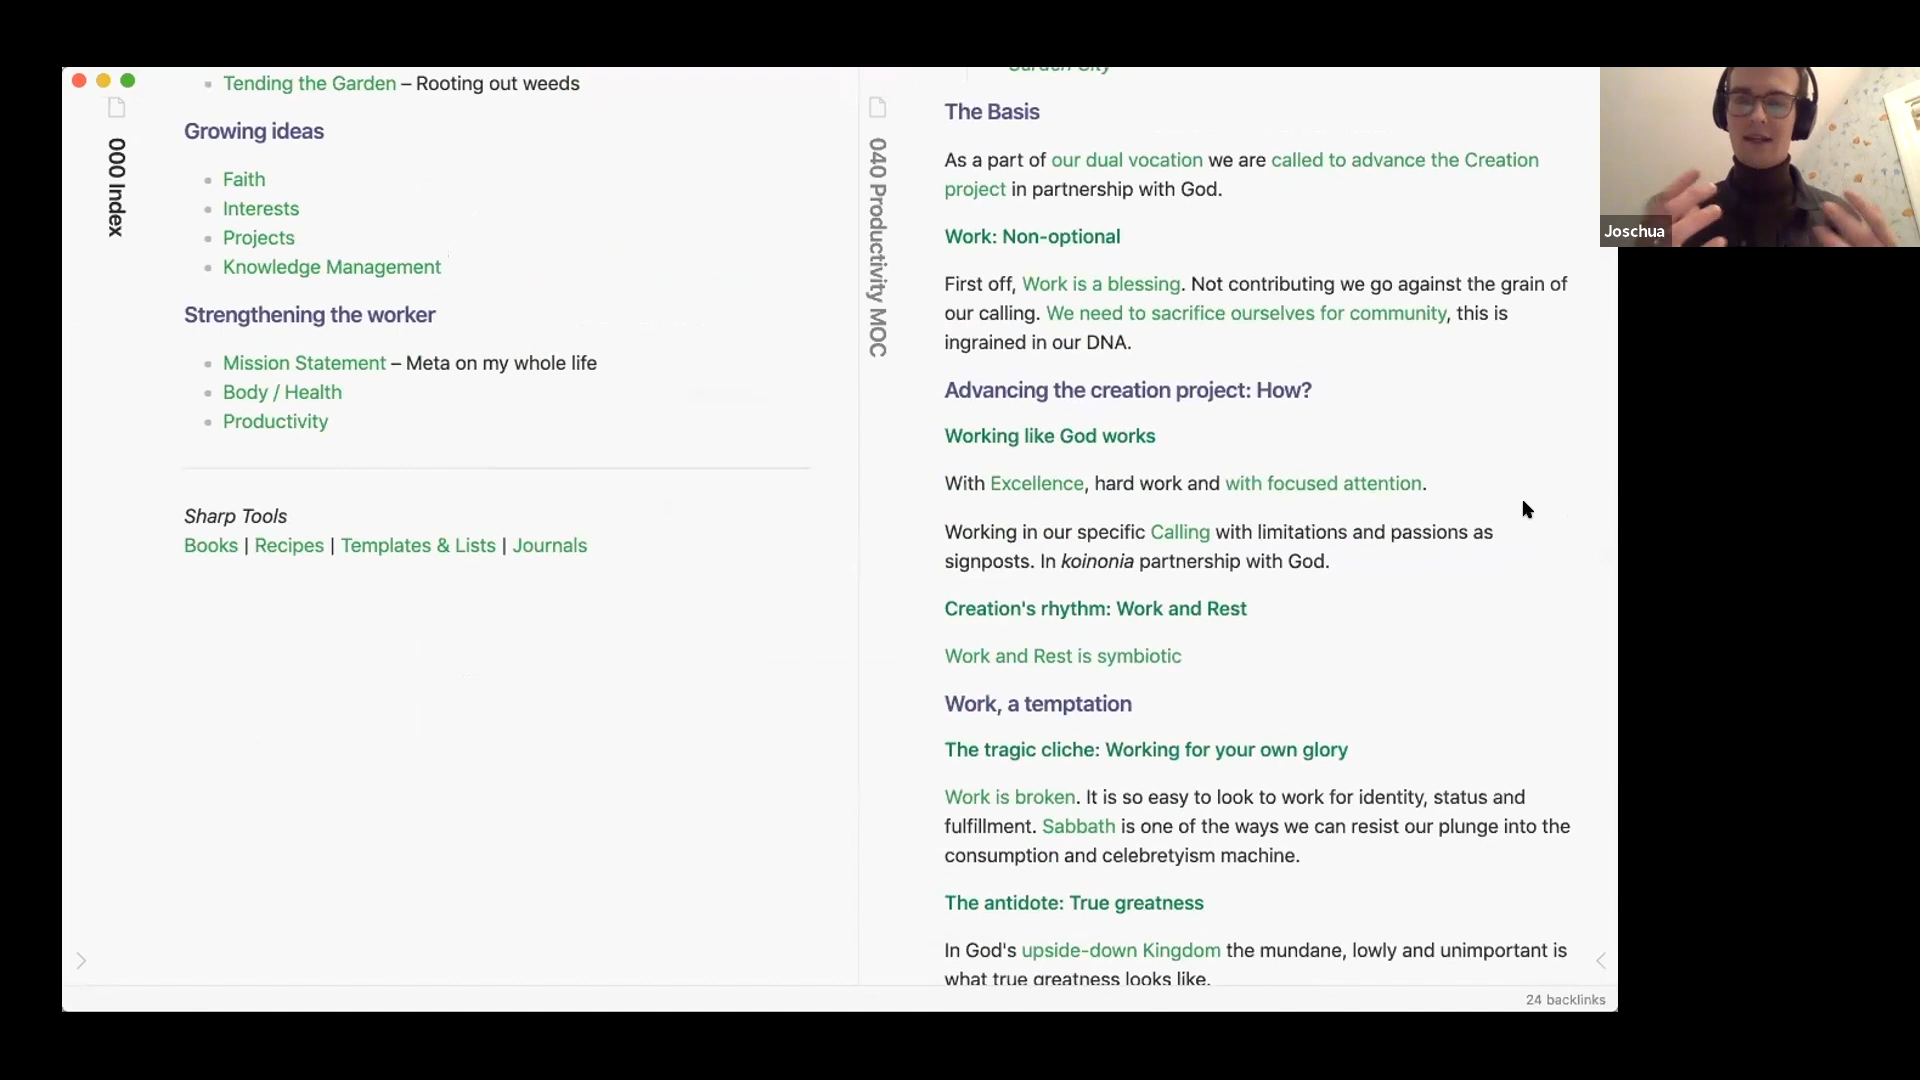 Tending the Garden – Rooting out weeds
000 Index
Growing ideas
Faith
Interests
Projects
Knowledge Management
Strengthening the worker
Mission Statement – Meta on my whole life
Body / Health
Productivity
Sharp Tools
Books | Recipes | Templates & Lists | Journals
040 Productivity MOC
Garden City
The Basis
As a part of our dual vocation we are called to advance the Creation
project in partnership with God.
Work: Non-optional
First off, Work is a blessing. Not contributing we go against the grain of
our calling. We need to sacrifice ourselves for community, this is
ingrained in our DNA.
Advancing the creation project: How?
Working like God works
With Excellence, hard work and with focused attention.
Working in our specific Calling with limitations and passions as
signposts. In koinonia partnership with God.
Creation's rhythm: Work and Rest
Work and Rest is symbiotic
Work, a temptation
The tragic cliche: Working for your own glory
Work is broken. It is so easy to look to work for identity, status and
fulfillment. Sabbath is one of the ways we can resist our plunge into the
consumption and celebretyism machine.
The antidote: True greatness
In God's upside-down Kingdom the mundane, lowly and unimportant is
what true greatness looks like.
24 backlinks
Joschua